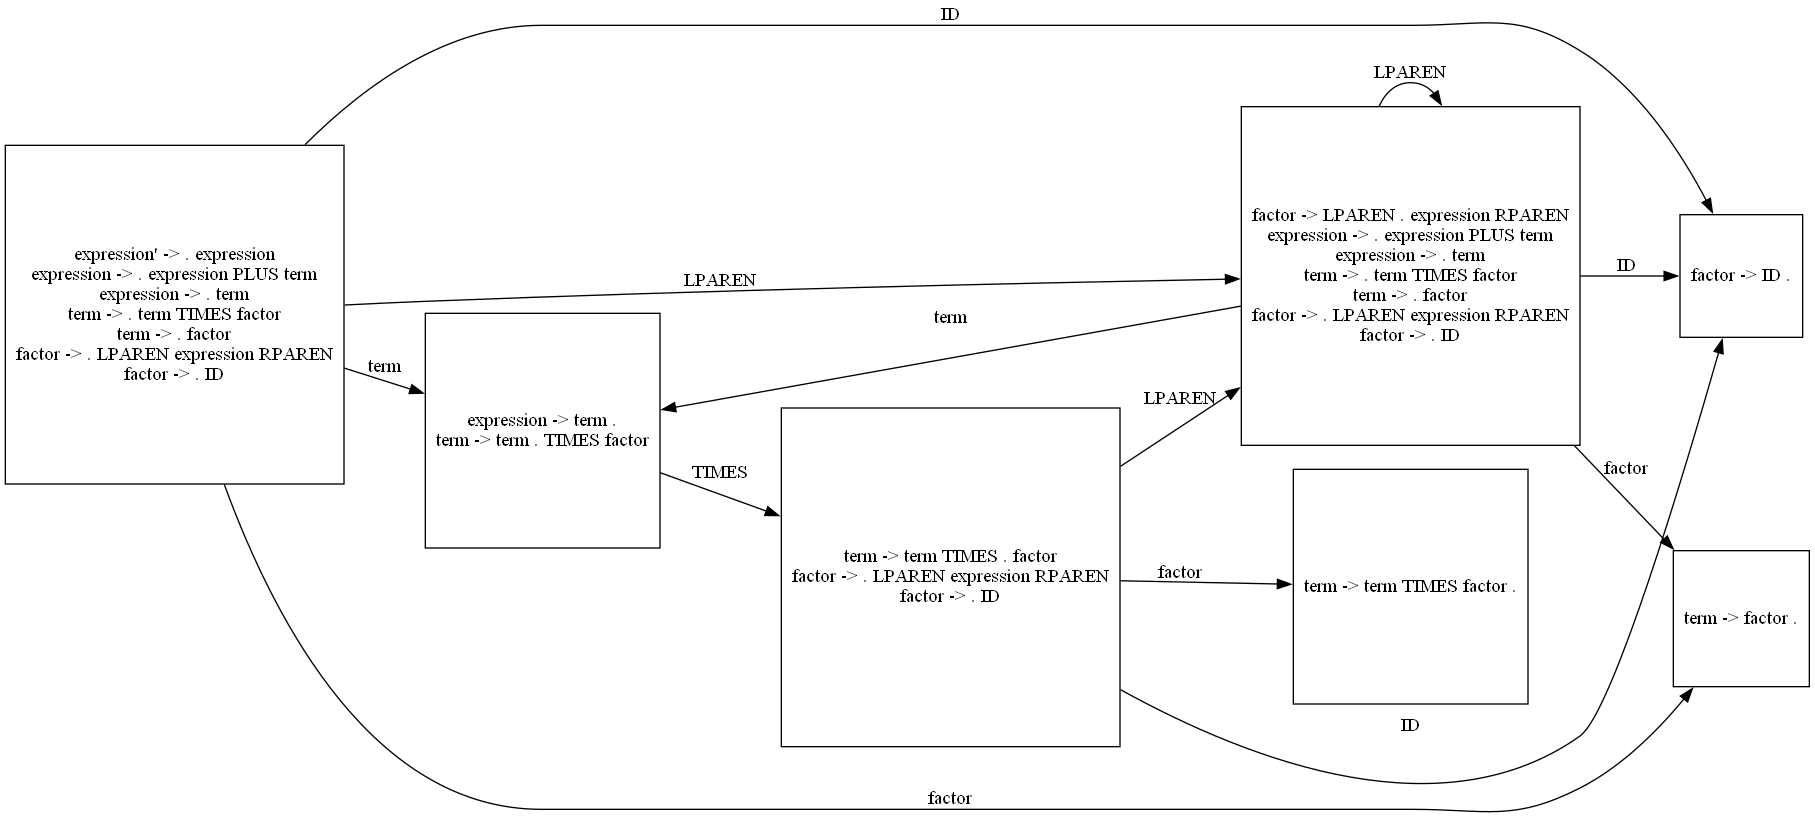 ID
LPAREN
expression' -> . expression
expression -> . expression PLUS term
expression -> . term
term -> . term TIMES factor
term -> . factor
factor -> . LPAREN expression RPAREN
factor -> . ID
LPAREN
term
term
expression -> term .
term -> term . TIMES factor
TIMES
factor -> LPAREN . expression RPAREN
expression -> . expression PLUS term
expression -> . term
term -> . term TIMES factor
term -> . factor
factor -> . LPAREN expression RPAREN
factor -> . ID
ID
factor -> ID .
LPAREN
factor
term -> term TIMES . factor
factor -> . LPAREN expression RPAREN
factor -> . ID
factor
term -> term TIMES factor .
term -> factor .
ID
factor